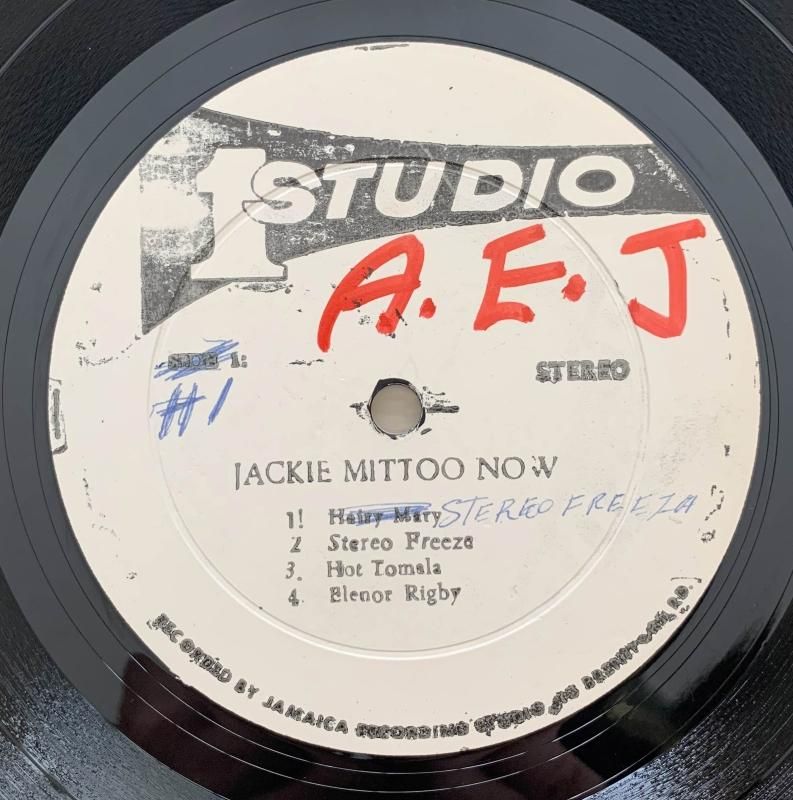 1 STUDIO
A. E. J
SIDE 1:
STEREO
#1
JACKIE MITTOO NOW
1! Hairy Mary STEREO FREEZA
2 Stereo Freeze
3. Hot Tomala
4. Elenor Rigby
RECORDED BY JAMAICA RECORDING STUDIO